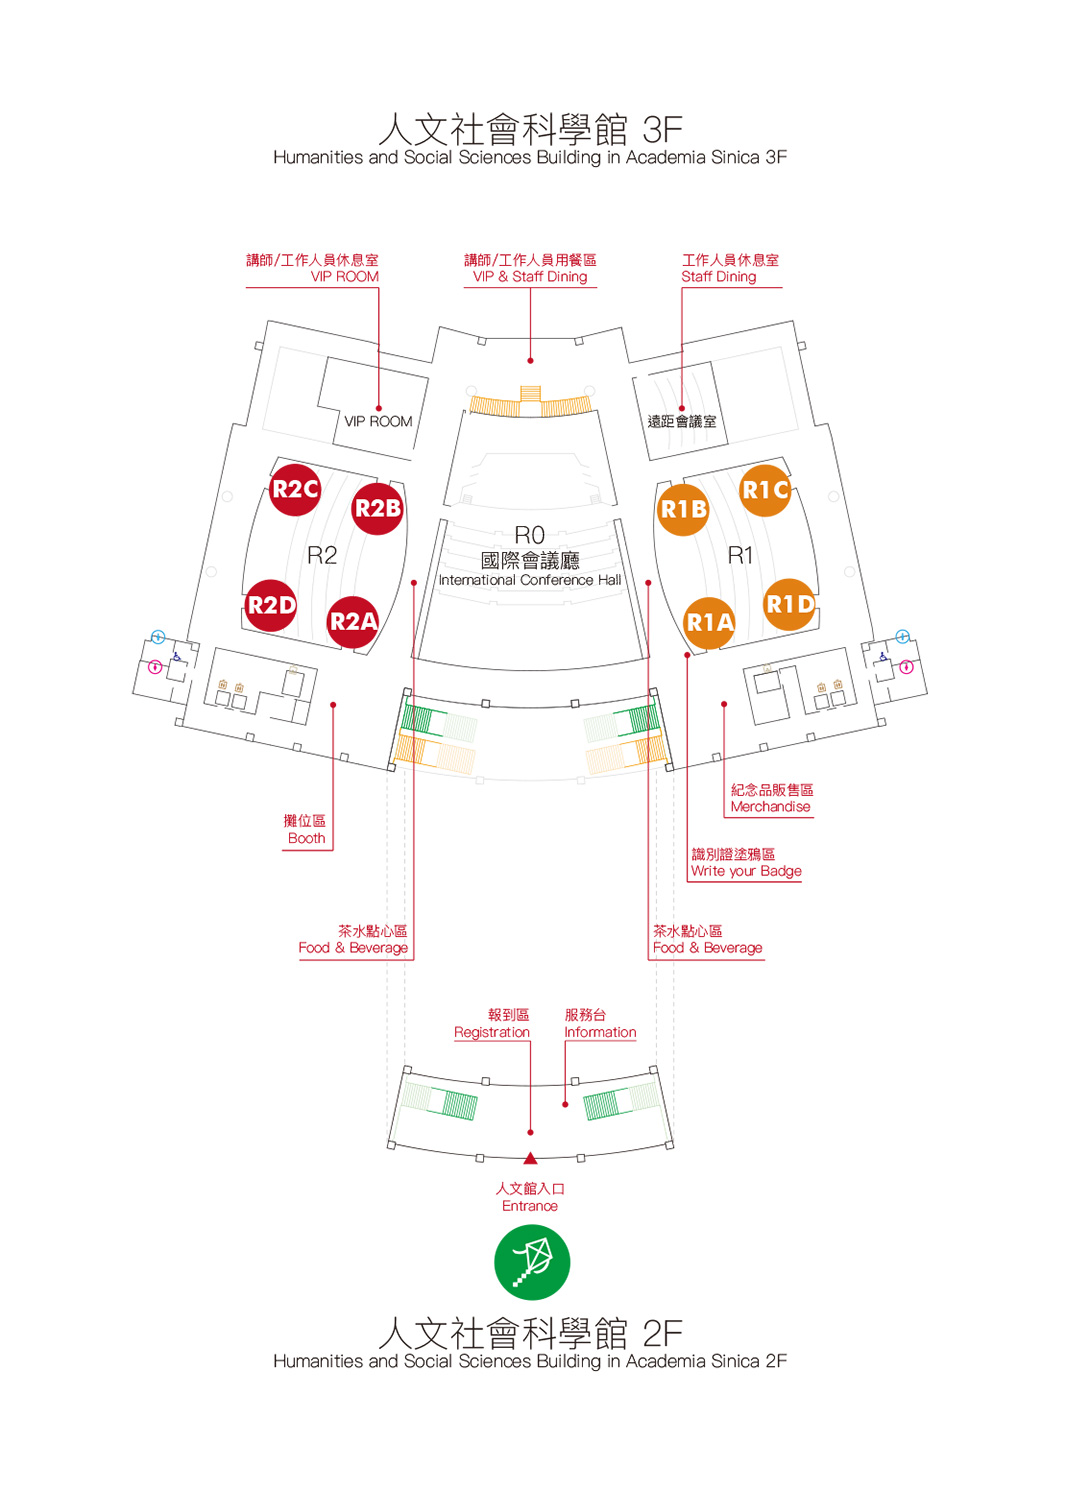 人文社會科學館 3F
Humanities and Social Sciences Building in Academia Sinica 3F
講師/工作人員休息室
VIP ROOM
講師/工作人員用餐區
VIP & Staff Dining
工作人員休息室
Staff Dining
VIP ROOM
遠距會議室
R2C
R2B
R2
R2D
R2A
R0
國際會議廳
International Conference Hall
R1B
R1C
R1
R1A
R1D
紀念品販售區
Merchandise
攤位區
Booth
識別證塗鴉區
Write your Badge
茶水點心區
Food & Beverage
茶水點心區
Food & Beverage
報到區
Registration
服務台
Information
人文館入口
Entrance
人文社會科學館 2F
Humanities and Social Sciences Building in Academia Sinica 2F